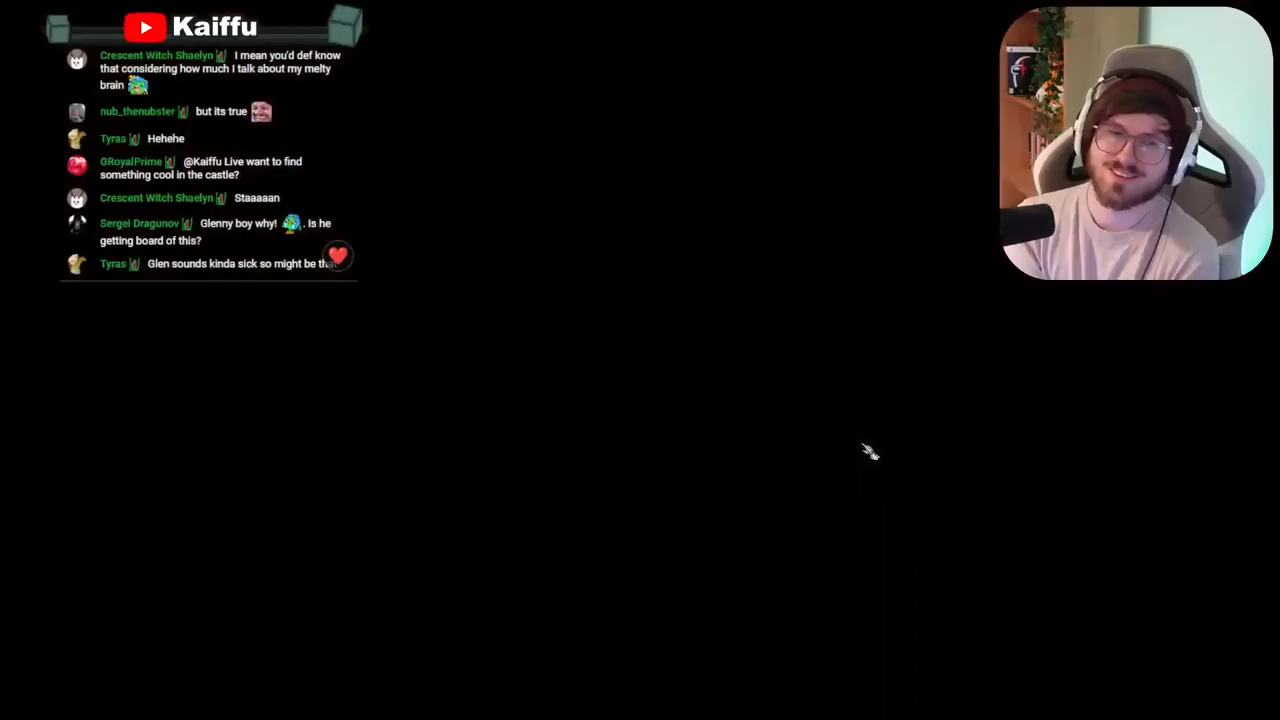 Kaiffu
Crescent Witch Shaelyn I mean you'd def know
that considering how much I talk about my melty
brain
nub_thenubster but its true
Tyras Hehehe
GRoyalPrime @Kaiffu Live want to find
something cool in the castle?
Crescent Witch Shaelyn Staaaaan
Sergei Dragunov Glenny boy why! . Is he
getting board of this?
Tyras Glen sounds kinda sick so might be